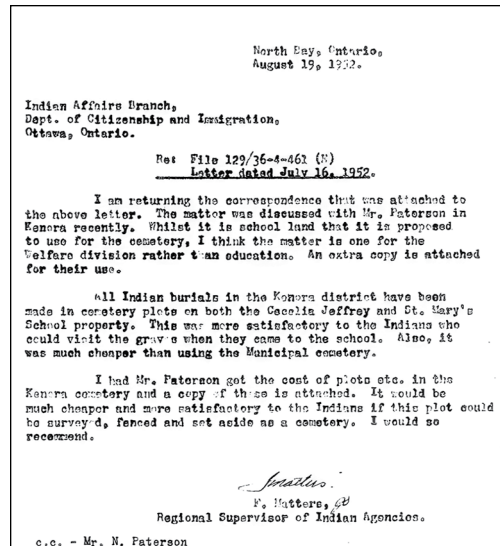 North Bay, Ontario,
August 19, 1952.
Indian Affairs Branch,
Dept. of Citizenship and Immigration,
Ottawa, Ontario.
Re: File 129/36-4-461 (E)
Letter dated July 16, 1952.
I am returning the correspondence that was attached to
the above letter. The matter was discussed with Mr. Paterson in
Kenora recently. Whilst it is school land that it is proposed
to use for the cemetery, I think the matter is one for the
Welfare division rather than education. An extra copy is attached
for their use.
All Indian burials in the Kenora district have been
made in cemetery plots on both the Cecelia Jeffrey and St. Mary's
School property. This was more satisfactory to the Indians who
could visit the graves when they came to the school. Also, it
was much cheaper than using the Municipal cemetery.
I had Mr. Paterson get the cost of plots etc. in the
Kenora cemetery and a copy of these is attached. It would be
much cheaper and more satisfactory to the Indians if this plot could
be surveyed, fenced and set aside as a cemetery. I would so
recommend.
F. Matters,
Regional Supervisor of Indian Agencies.
c.c. - Mr. N. Paterson